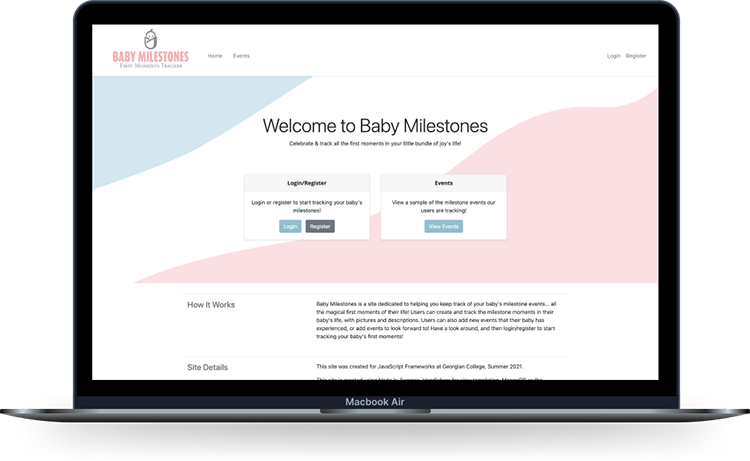 BABY MILESTONES
FIRST MOMENTS TRACKER
Home Events
Login Register
Welcome to Baby Milestones
Celebrate & track all the first moments in your little bundle of joy's life!
Login/Register
Login or register to start tracking your baby's
milestones!
Login Register
Events
View a sample of the milestone events our
users are tracking!
View Events
How It Works
Baby Milestones is a site dedicated to helping you keep track of your baby's milestone events... all
the magical first moments of their life! Users can create and track the milestone moments in their
baby's life, with pictures and descriptions. Users can also add new events that their baby has
experienced, or add events to look forward to! Have a look around, and then login/register to start
tracking your baby's first moments!
Site Details
This site was created for JavaScript Frameworks at Georgian College, Summer 2021.
Macbook Air